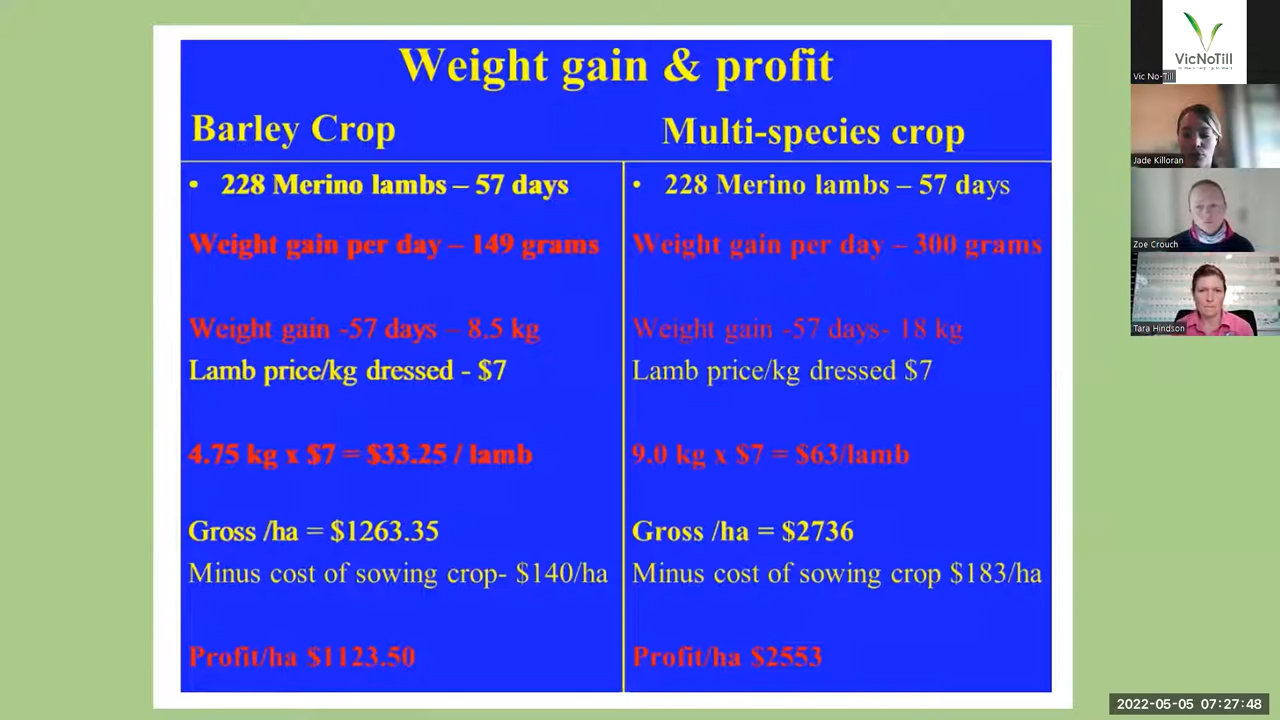 Weight gain & profit
Barley Crop
Multi-species crop
• 228 Merino lambs – 57 days
Weight gain per day – 149 grams
Weight gain -57 days – 8.5 kg
Lamb price/kg dressed - $7
4.75 kg x $7 = $33.25 / lamb
Gross /ha = $1263.35
Minus cost of sowing crop- $140/ha
Profit/ha $1123.50
• 228 Merino lambs – 57 days
Weight gain per day – 300 grams
Weight gain -57 days- 18 kg
Lamb price/kg dressed $7
9.0 kg x $7 = $63/lamb
Gross /ha = $2736
Minus cost of sowing crop $183/ha
Profit/ha $2553
VicNoTill
Vic No-Till
Jade Killoran
Zoe Crouch
Tara Hindson
2022-05-05 07:27:48